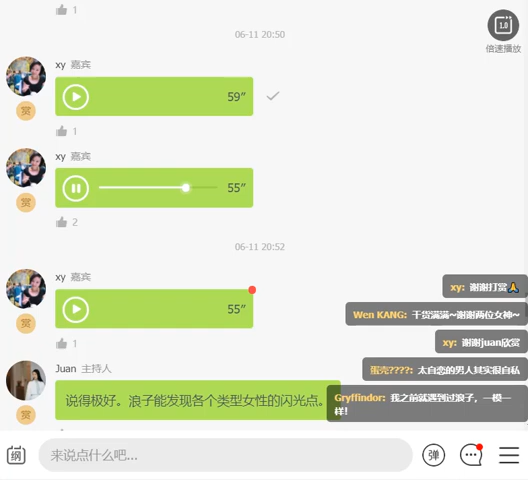 1
06-11 20:50
1.0
倍速播放
xy 嘉宾
59"
赏
1
xy 嘉宾
55"
赏
2
06-11 20:52
xy 嘉宾
55"
赏
1
xy: 谢谢打赏🙏
Wen KANG: 干货满满~谢谢两位女神~
xy: 谢谢juan欣赏
蛋壳????: 太自恋的男人其实很自私
Juan 主持人
赏
说得极好。浪子能发现各个类型女性的闪光点。
Gryffindor: 我之前就遇到过浪子，一模一
样！
纲
来说点什么吧...
弹